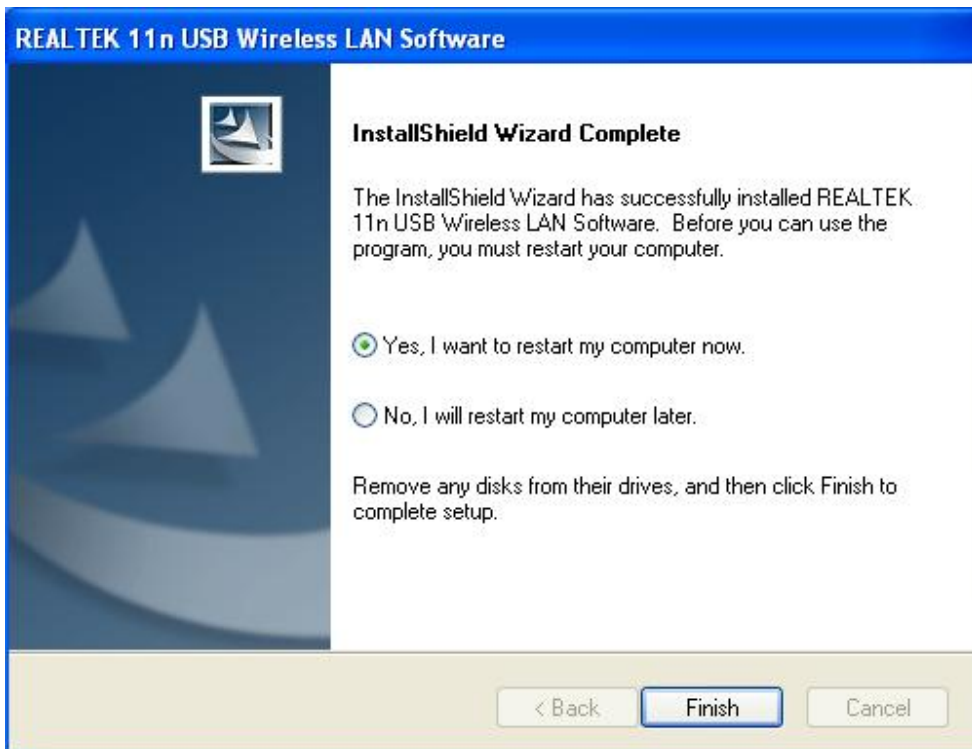 REALTEK 11n USB Wireless LAN Software
InstallShield Wizard Complete
The InstallShield Wizard has successfully installed REALTEK
11n USB Wireless LAN Software.  Before you can use the
program, you must restart your computer.
Yes, I want to restart my computer now.
No, I will restart my computer later.
Remove any disks from their drives, and then click Finish to
complete setup.
< Back Finish Cancel